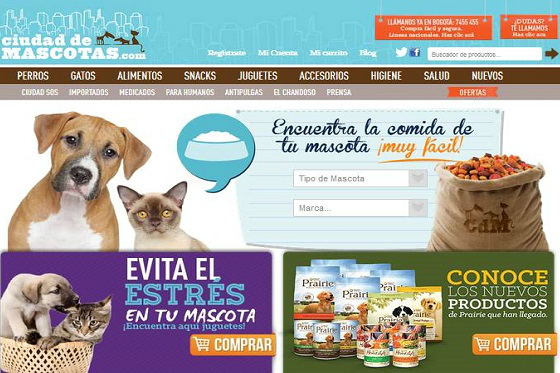 ciudad de
MASCOTAS.com
LLÁMANOS YA EN BOGOTÁ: 7455 455
Compra fácil y segura.
Líneas nacionales. Haz clic acá
¿DUDAS?
TE LLAMAMOS
Haz clic acá
Regístrate Mi Cuenta Mi carrito Blog
Buscador de productos...
PERROS GATOS ALIMENTOS SNACKS JUGUETES ACCESORIOS HIGIENE SALUD NUEVOS
CIUDAD SOS IMPORTADOS MEDICADOS PARA HUMANOS ANTIPULGAS EL CHANDOSO PRENSA OFERTAS
Encuentra la comida de
tu mascota ¡muy fácil!
Tipo de Mascota
Marca...
CdM
EVITA EL
ESTRÉS
EN TU MASCOTA
¡Encuentra aquí juguetes!
COMPRAR
Prairie
Prairie
Prairie
CONOCE
LOS NUEVOS
PRODUCTOS
de Prairie que han llegado.
COMPRAR